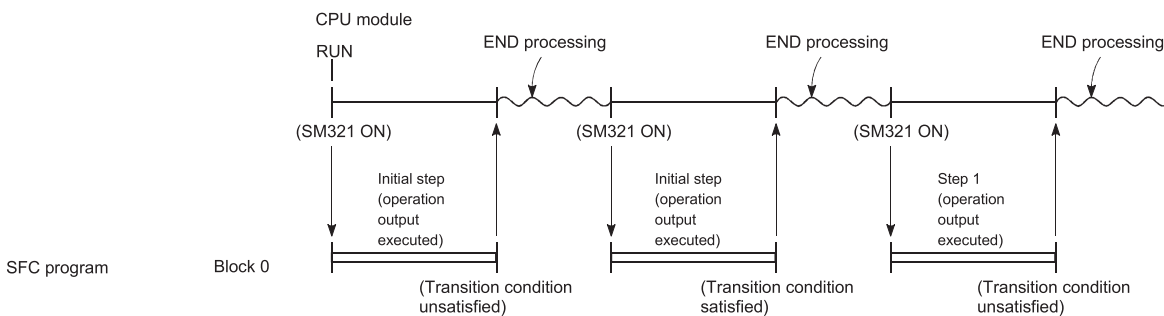 CPU module
RUN
END processing
END processing
END processing
(SM321 ON)
(SM321 ON)
(SM321 ON)
Initial step
(operation
output
executed)
Initial step
(operation
output
executed)
Step 1
(operation
output
executed)
SFC program
Block 0
(Transition condition
unsatisfied)
(Transition condition
satisfied)
(Transition condition
unsatisfied)